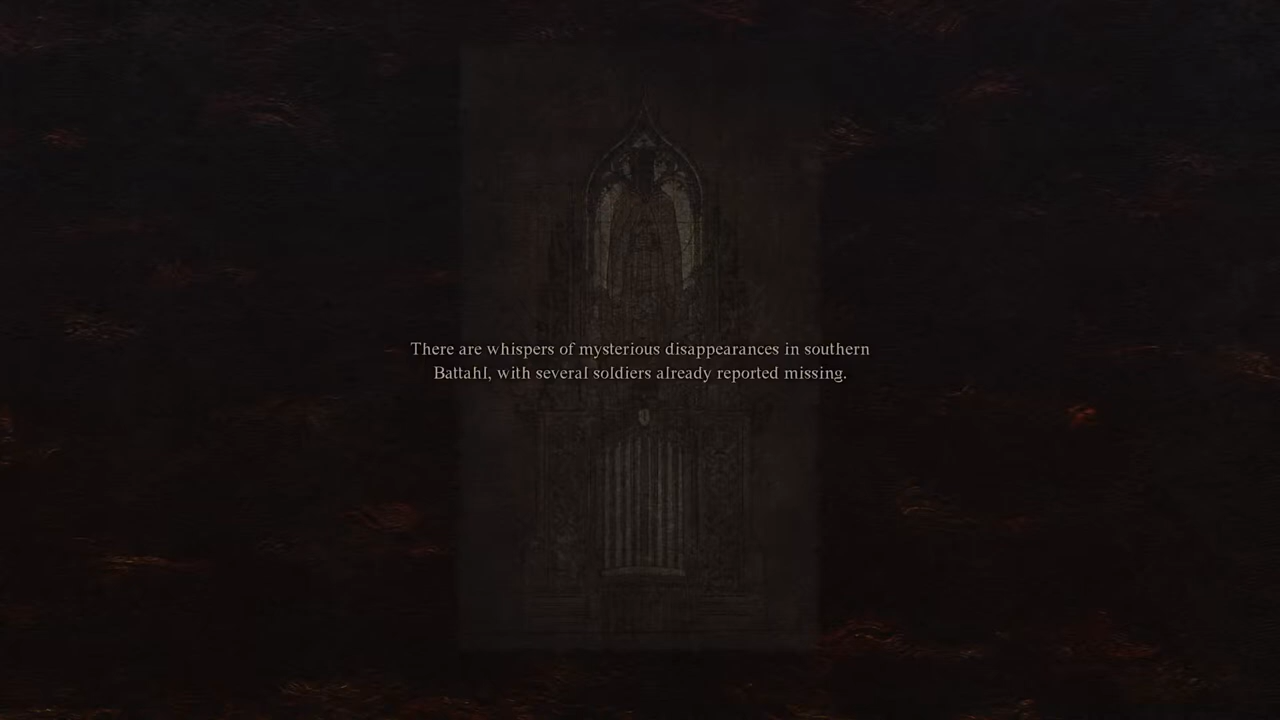 There are whispers of mysterious disappearances in southern
Battahl, with several soldiers already reported missing.